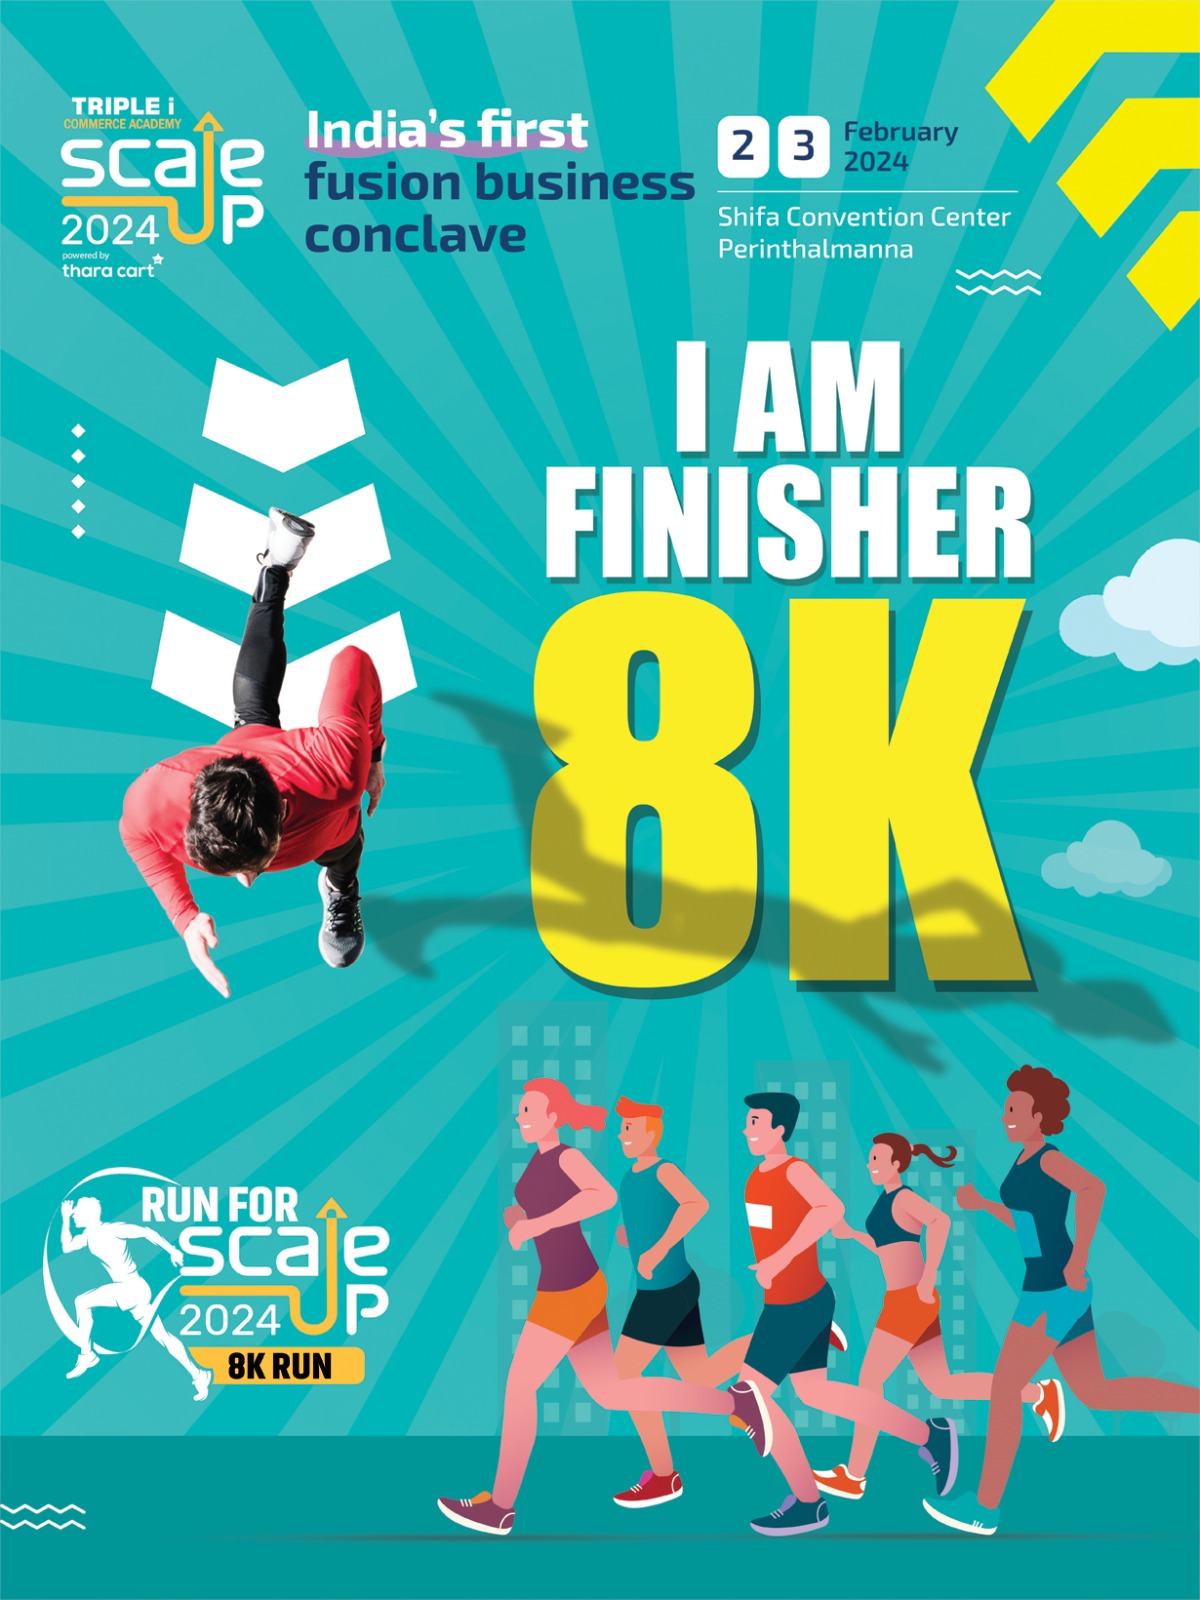 TRIPLE i
COMMERCE ACADEMY
scale
UP
2024
powered by
thara cart
India's first
fusion business
conclave
2 3
February
2024
Shifa Convention Center
Perinthalmanna
I AM
FINISHER
8K
RUN FOR
scale
UP
2024
8K RUN